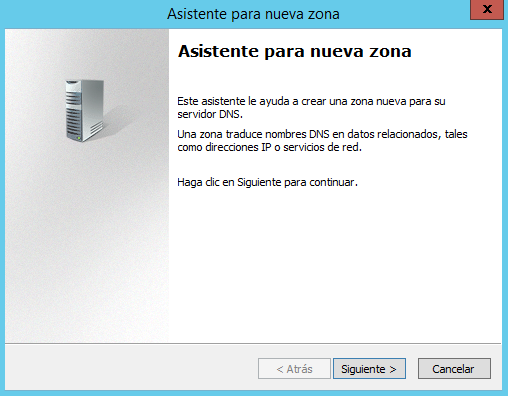 Asistente para nueva zona
x
Asistente para nueva zona
Este asistente le ayuda a crear una zona nueva para su
servidor DNS.
Una zona traduce nombres DNS en datos relacionados, tales
como direcciones IP o servicios de red.
Haga clic en Siguiente para continuar.
< Atrás
Siguiente >
Cancelar